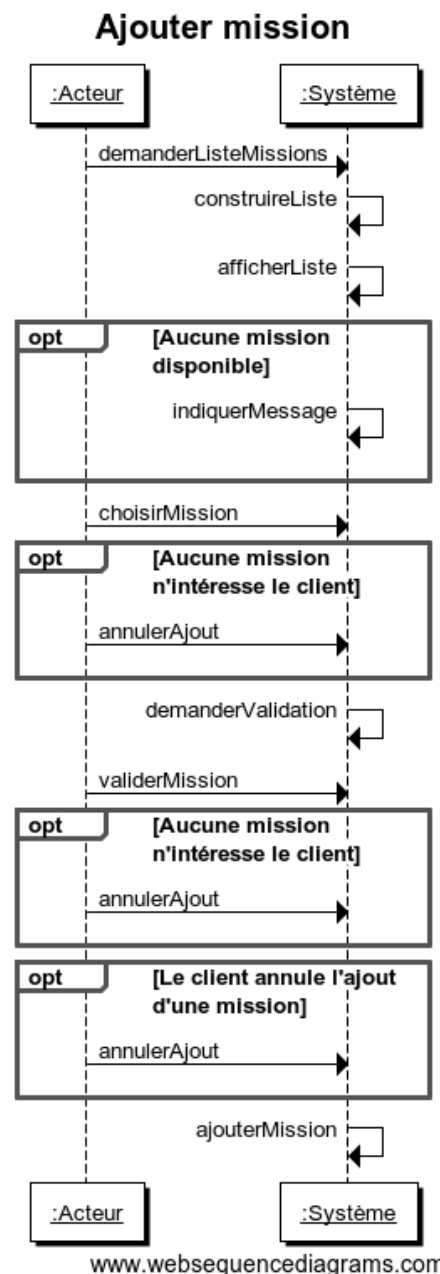 Ajouter mission
:Acteur
:Système
demanderListeMissions
construireListe
afficherListe
opt
[Aucune mission
disponible]
indiquerMessage
choisirMission
opt
[Aucune mission
n'intéresse le client]
annulerAjout
demanderValidation
validerMission
opt
[Aucune mission
n'intéresse le client]
annulerAjout
opt
[Le client annule l'ajout
d'une mission]
annulerAjout
ajouterMission
:Acteur
:Système
www.websequencediagrams.com